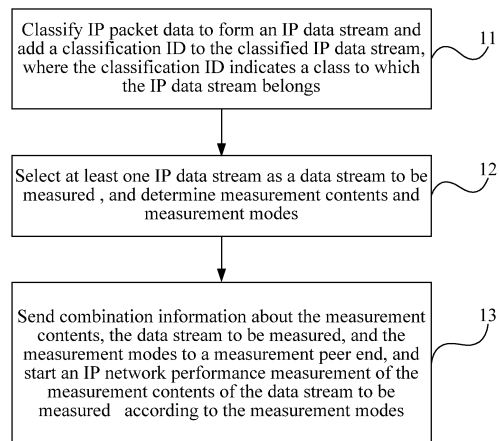 Classify IP packet data to form an IP data stream and
add a classification ID to the classified IP data stream,
where the classification ID indicates a class to which
the IP data stream belongs
11
Select at least one IP data stream as a data stream to be
measured , and determine measurement contents and
measurement modes
12
Send combination information about the measurement
contents, the data stream to be measured, and the
measurement modes to a measurement peer end, and
start an IP network performance measurement of the
measurement contents of the data stream to be
measured according to the measurement modes
13